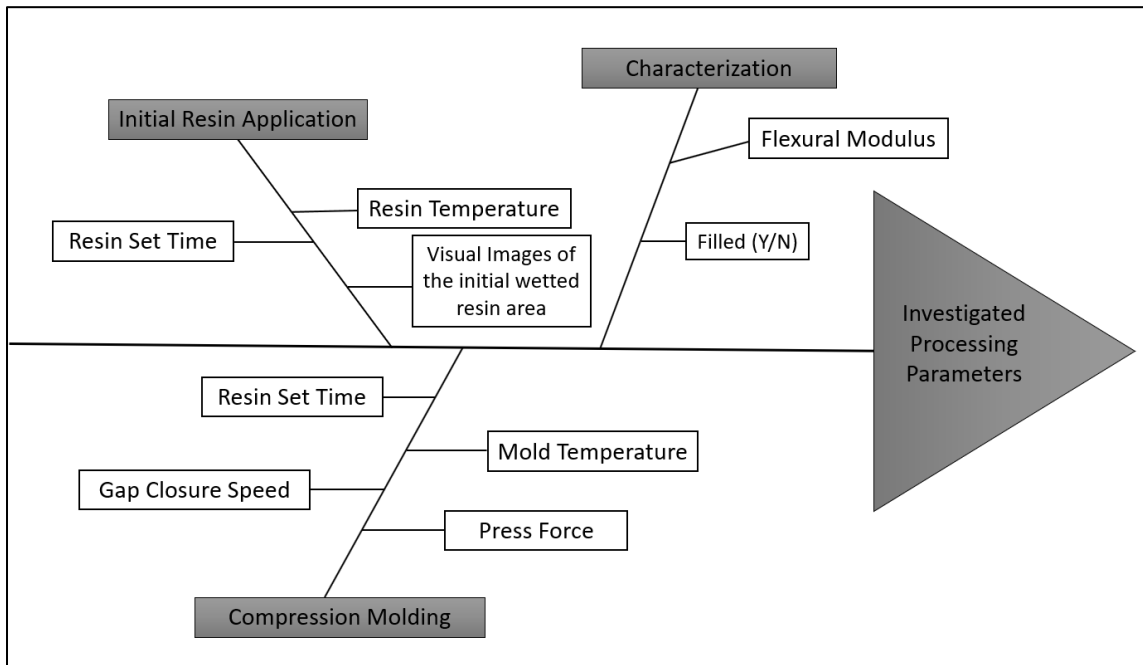 Characterization
Initial Resin Application
Flexural Modulus
Resin Temperature
Resin Set Time
Visual Images of
the initial wetted
resin area
Filled (Y/N)
Investigated
Processing
Parameters
Resin Set Time
Mold Temperature
Gap Closure Speed
Press Force
Compression Molding